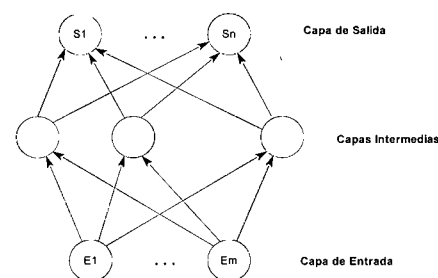 S1 ... Sn Capa de Salida
Capas Intermedias
E1 ... Em Capa de Entrada